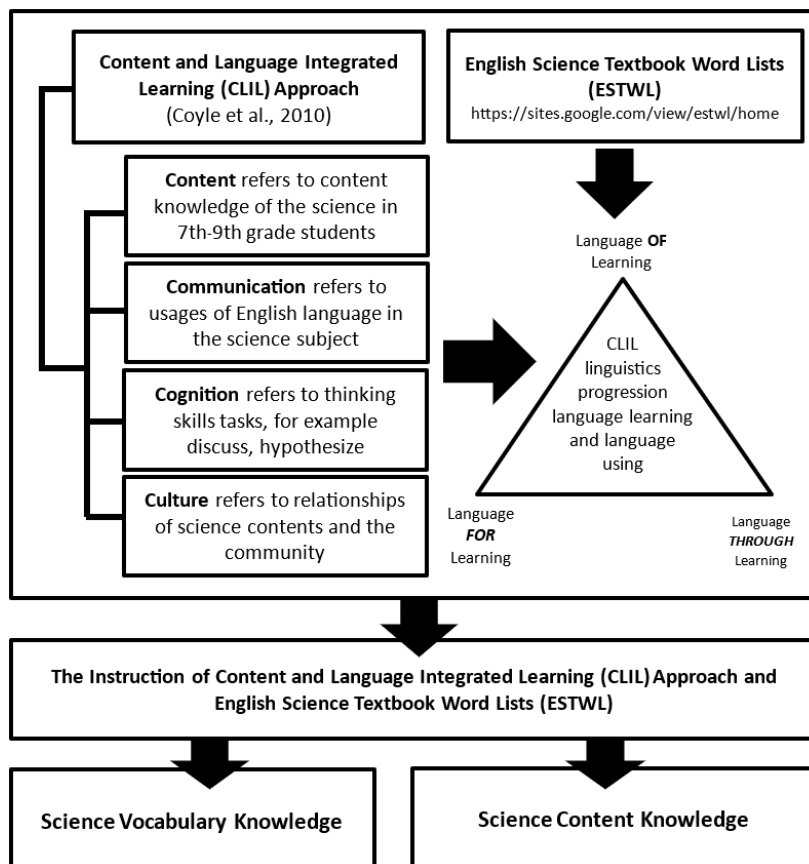 Content and Language Integrated
Learning (CLIL) Approach
(Coyle et al., 2010)
English Science Textbook Word Lists
(ESTWL)
https://sites.google.com/view/estwl/home
Content refers to content
knowledge of the science in
7th-9th grade students
Communication refers to
usages of English language in
the science subject
Cognition refers to thinking
skills tasks, for example
discuss, hypothesize
Culture refers to relationships
of science contents and the
community
Language OF
Learning
CLIL
linguistics
progression
language learning
and language
using
Language
FOR
Learning
Language
THROUGH
Learning
The Instruction of Content and Language Integrated Learning (CLIL) Approach and
English Science Textbook Word Lists (ESTWL)
Science Vocabulary Knowledge
Science Content Knowledge